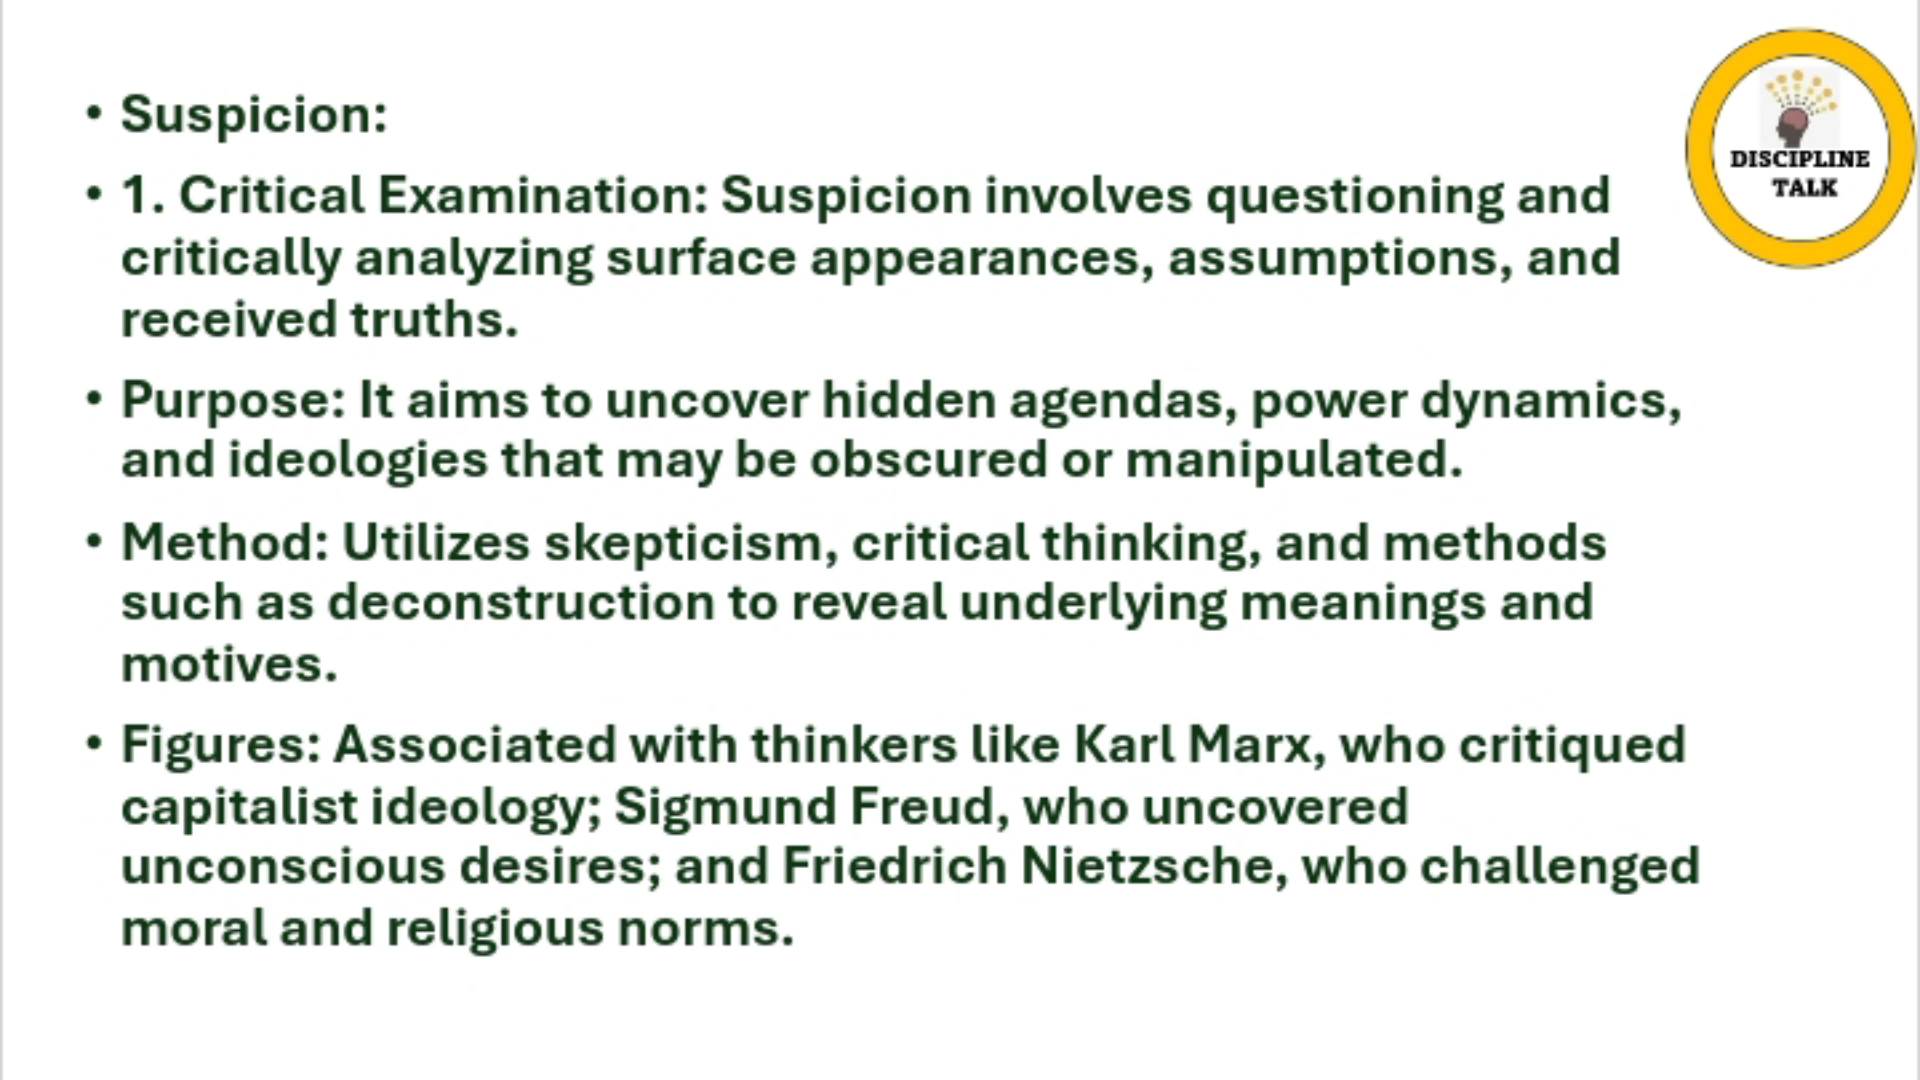 • Suspicion:
• 1. Critical Examination: Suspicion involves questioning and
critically analyzing surface appearances, assumptions, and
received truths.
• Purpose: It aims to uncover hidden agendas, power dynamics,
and ideologies that may be obscured or manipulated.
• Method: Utilizes skepticism, critical thinking, and methods
such as deconstruction to reveal underlying meanings and
motives.
• Figures: Associated with thinkers like Karl Marx, who critiqued
capitalist ideology; Sigmund Freud, who uncovered
unconscious desires; and Friedrich Nietzsche, who challenged
moral and religious norms.
DISCIPLINE
TALK